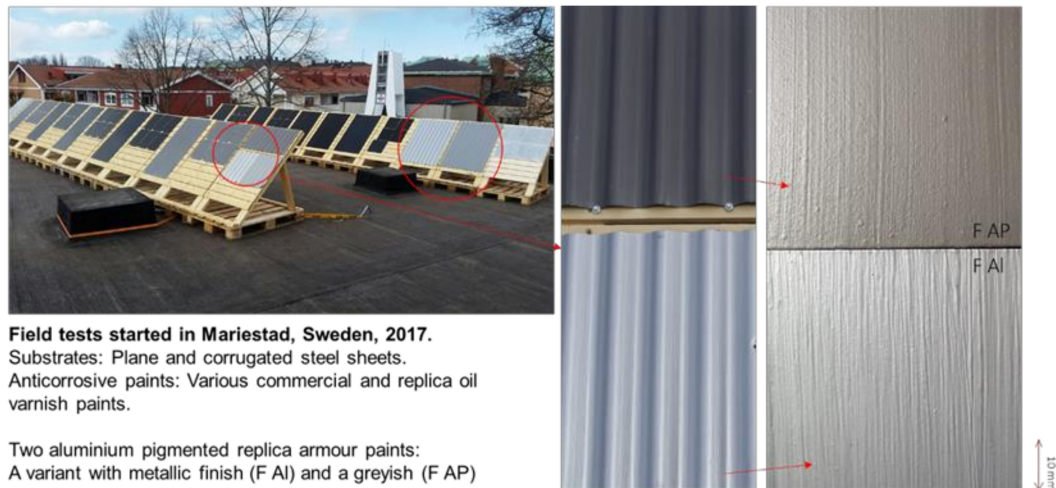 Field tests started in Mariestad, Sweden, 2017.
Substrates: Plane and corrugated steel sheets.
Anticorrosive paints: Various commercial and replica oil
varnish paints.
Two aluminium pigmented replica armour paints:
A variant with metallic finish (F Al) and a greyish (F AP)
F AP
F Al
10 mm